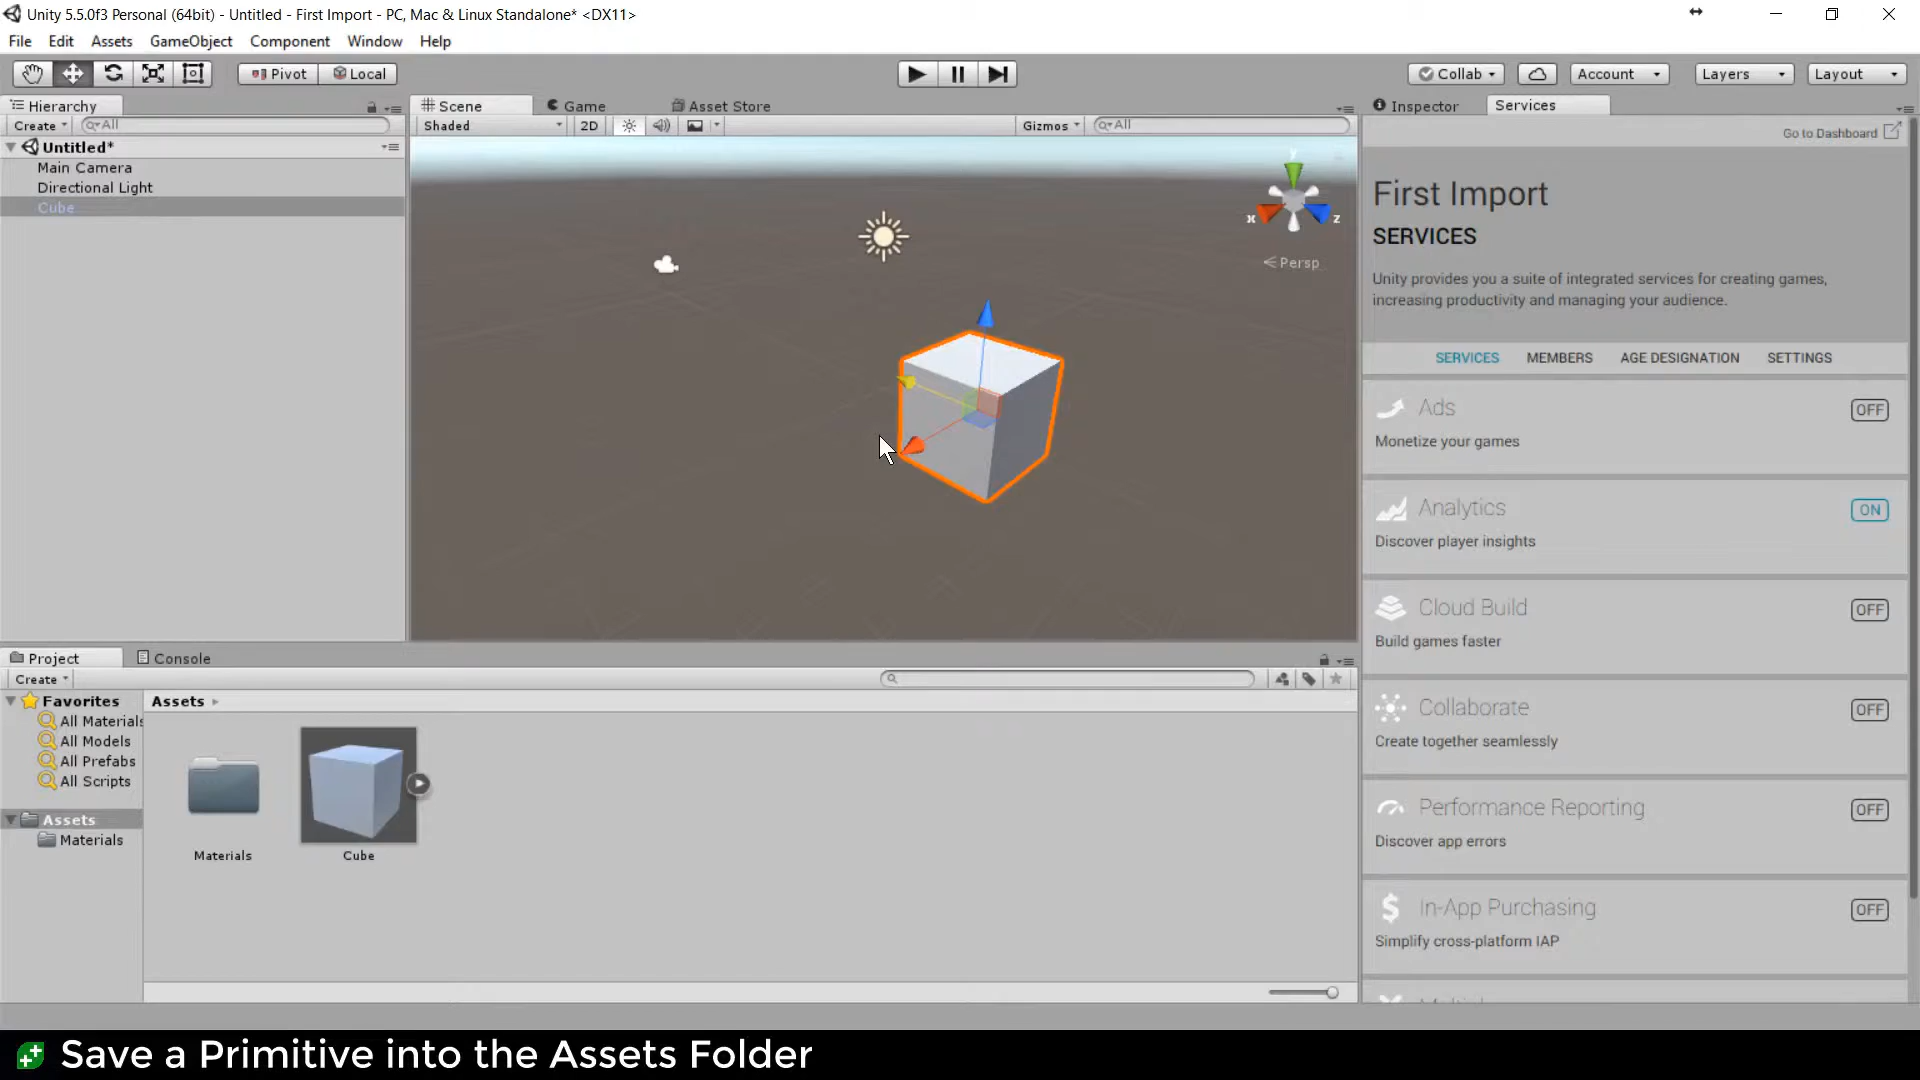 Unity 5.5.0f3 Personal (64bit) - Untitled - First Import - PC, Mac & Linux Standalone* <DX11>
File Edit Assets GameObject Component Window Help
Pivot Local Collab Account Layers Layout
Hierarchy Scene Game Asset Store Inspector Services
Create All Shaded 2D Gizmos All
Go to Dashboard
Untitled*
Main Camera
Directional Light
Cube
y
x z
Persp
First Import
SERVICES
Unity provides you a suite of integrated services for creating games,
increasing productivity and managing your audience.
SERVICES MEMBERS AGE DESIGNATION SETTINGS
Ads OFF
Monetize your games
Analytics ON
Discover player insights
Cloud Build OFF
Build games faster
Collaborate OFF
Create together seamlessly
Performance Reporting OFF
Discover app errors
In-App Purchasing OFF
Simplify cross-platform IAP
Project Console
Create
Favorites
All Materials
All Models
All Prefabs
All Scripts
Assets
Materials
Assets
Materials Cube
Save a Primitive into the Assets Folder